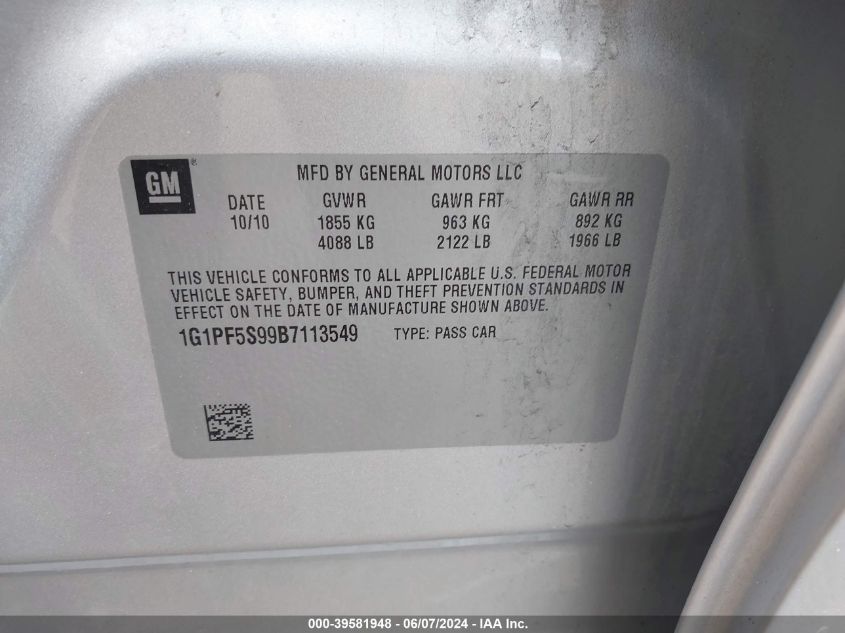 GM®
MFD BY GENERAL MOTORS LLC
DATE GVWR GAWR FRT GAWR RR
10/10 1855 KG 963 KG 892 KG
4088 LB 2122 LB 1966 LB
THIS VEHICLE CONFORMS TO ALL APPLICABLE U.S. FEDERAL MOTOR
VEHICLE SAFETY, BUMPER, AND THEFT PREVENTION STANDARDS IN
EFFECT ON THE DATE OF MANUFACTURE SHOWN ABOVE.
1G1PF5S99B7113549 TYPE: PASS CAR
000-39581948 - 06/07/2024 - IAA Inc.